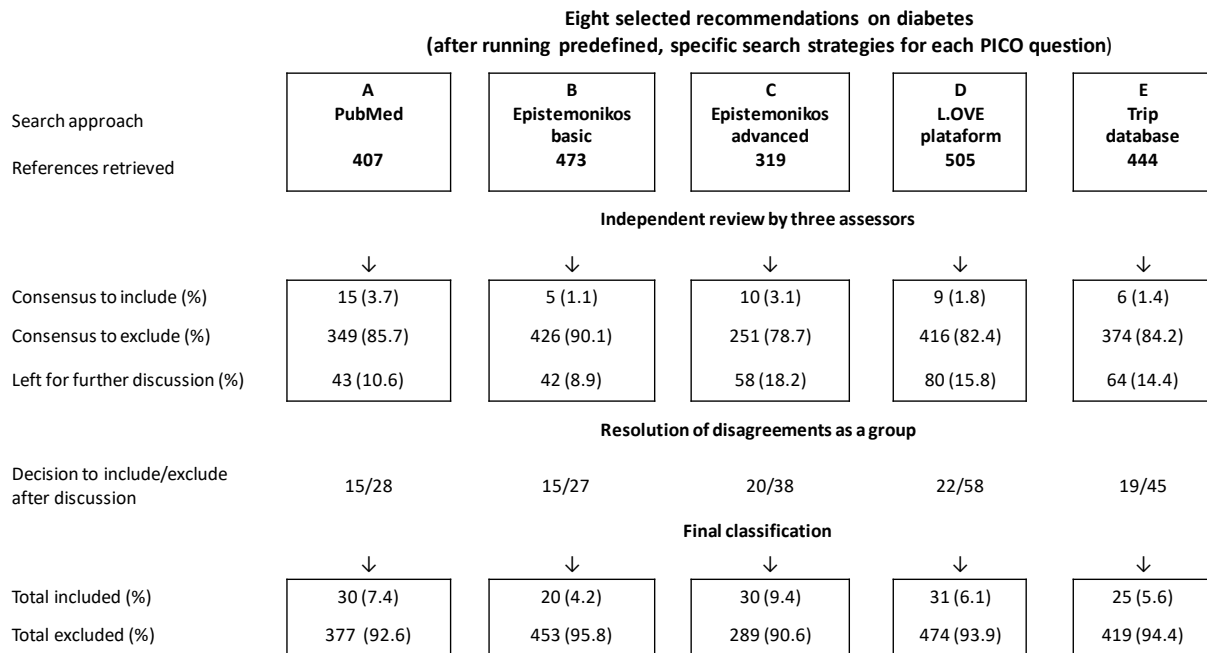 Eight selected recommendations on diabetes
(after running predefined, specific search strategies for each PICO question)
A B C D E
Search approach PubMed Epistemonikos basic Epistemonikos advanced L.OVE plataform Trip database
References retrieved 407 473 319 505 444
Independent review by three assessors
↓ ↓ ↓ ↓ ↓
Consensus to include (%) 15 (3.7) 5 (1.1) 10 (3.1) 9 (1.8) 6 (1.4)
Consensus to exclude (%) 349 (85.7) 426 (90.1) 251 (78.7) 416 (82.4) 374 (84.2)
Left for further discussion (%) 43 (10.6) 42 (8.9) 58 (18.2) 80 (15.8) 64 (14.4)
Resolution of disagreements as a group
Decision to include/exclude
after discussion 15/28 15/27 20/38 22/58 19/45
Final classification
↓ ↓ ↓ ↓ ↓
Total included (%) 30 (7.4) 20 (4.2) 30 (9.4) 31 (6.1) 25 (5.6)
Total excluded (%) 377 (92.6) 453 (95.8) 289 (90.6) 474 (93.9) 419 (94.4)